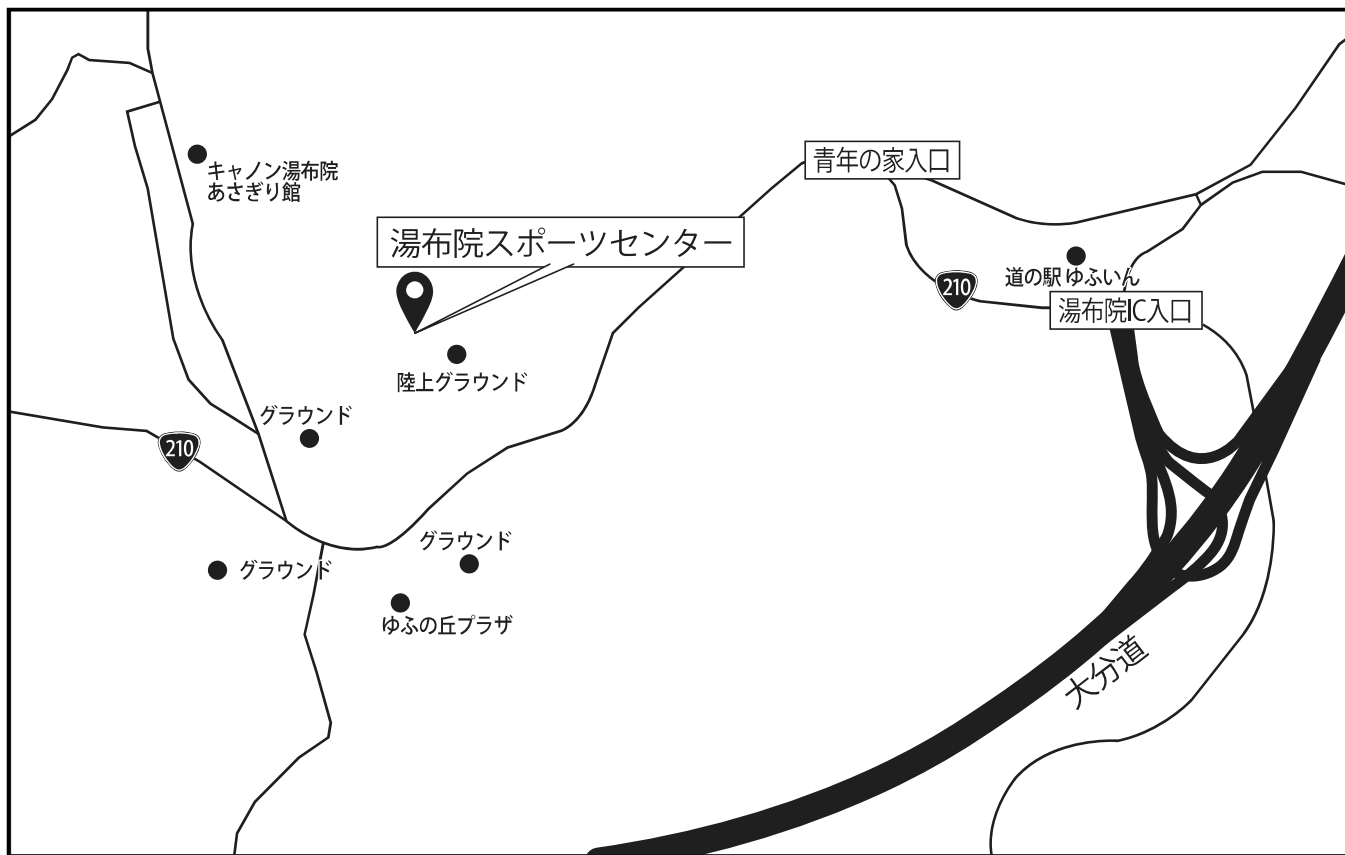 青年の家入口
キャノン湯布院
あさぎり館
湯布院スポーツセンター
道の駅 ゆふいん
210
湯布院IC入口
陸上グラウンド
グラウンド
210
グラウンド
グラウンド
ゆふの丘プラザ
大分道